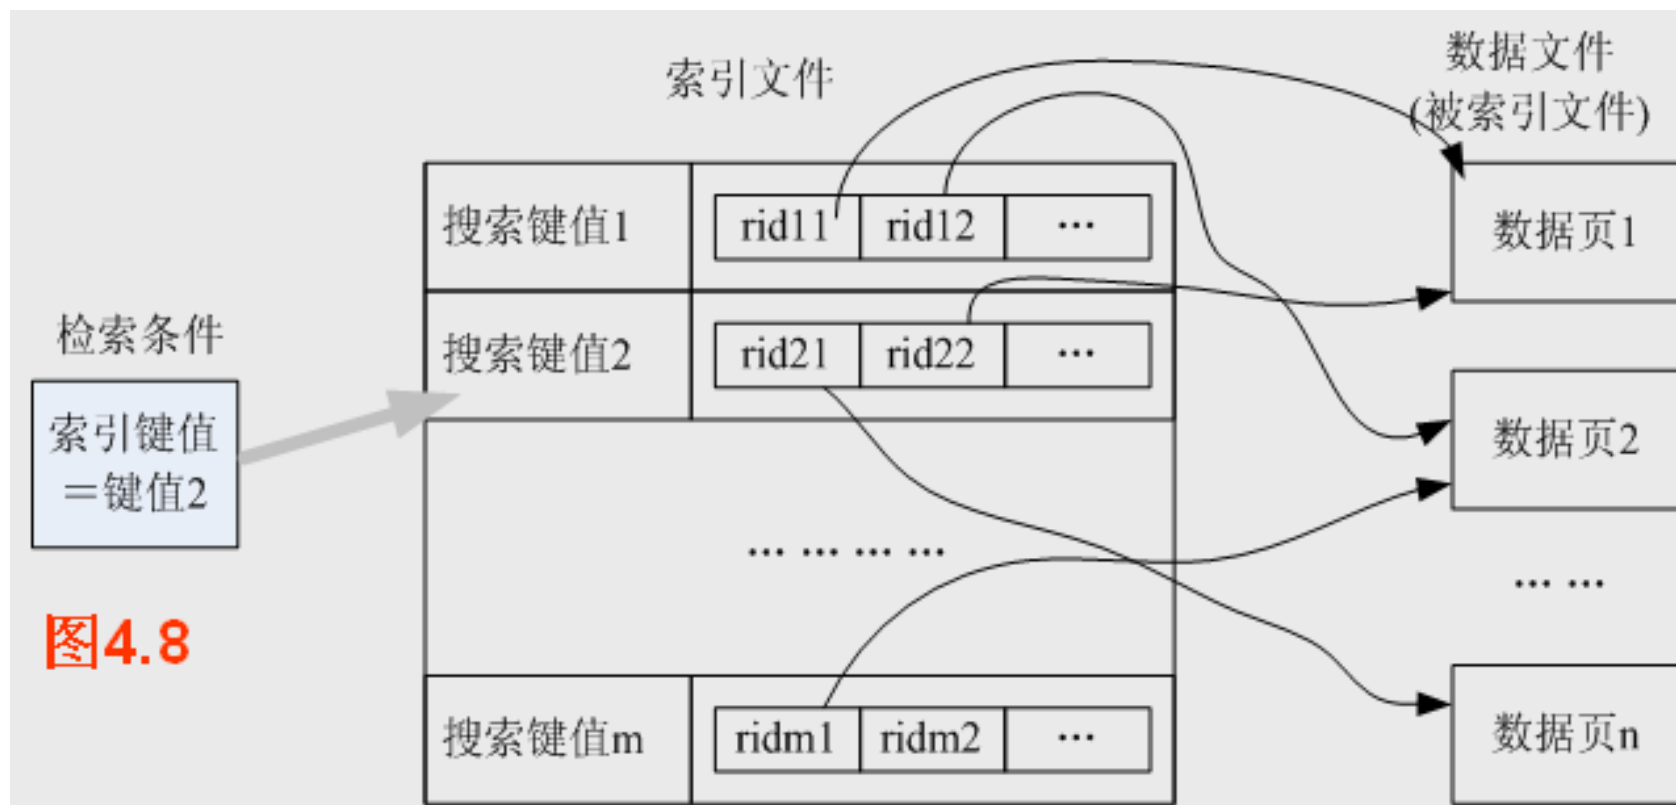 索引文件
数据文件
(被索引文件)
搜索键值1 rid11 rid12 …
数据页1
检索条件
搜索键值2 rid21 rid22 …
索引键值
＝键值2
数据页2
… … … …
… …
图4.8
搜索键值m ridm1 ridm2 …
数据页n